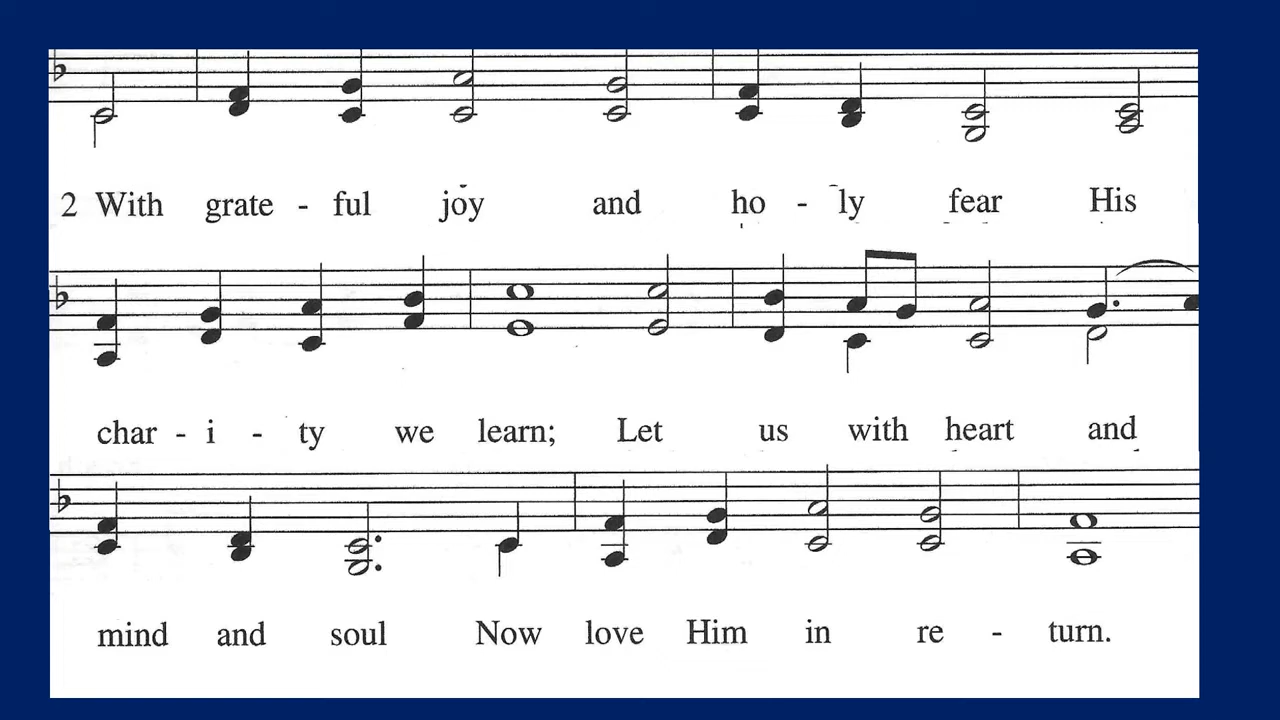 2 With grate - ful joy and ho - ly fear His
char - i - ty we learn; Let us with heart and
mind and soul Now love Him in re - turn.